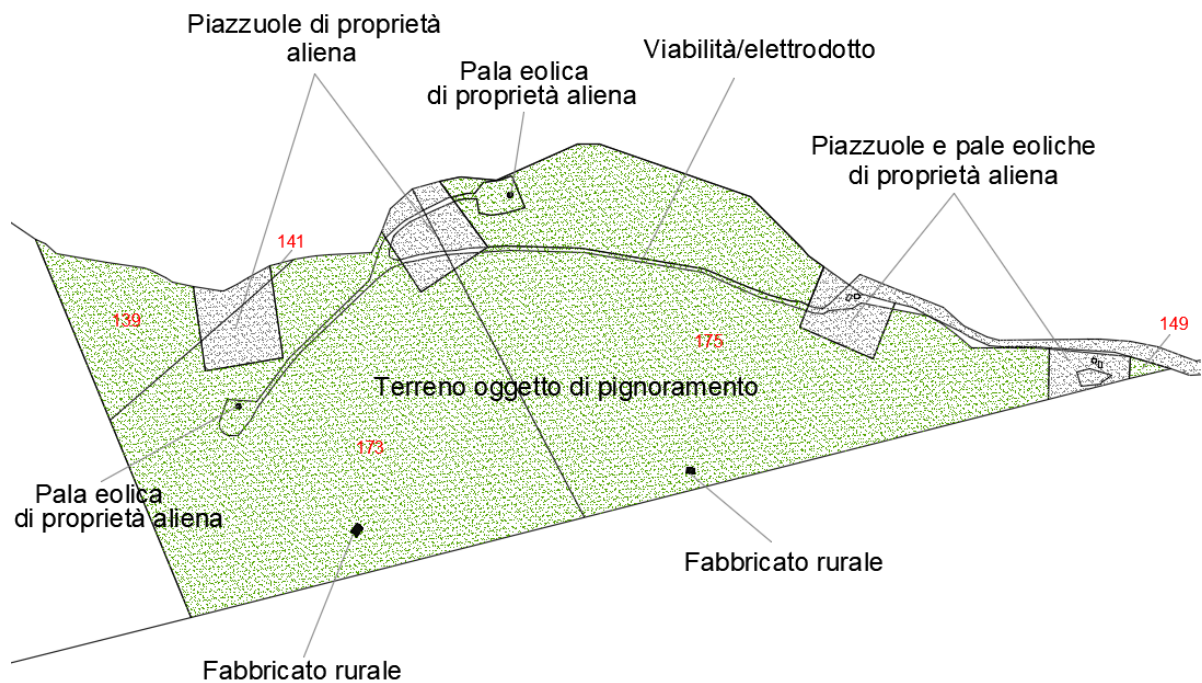 Piazzuole di proprietà
aliena
Pala eolica
di proprietà aliena
Viabilità/elettrodotto
Piazzuole e pale eoliche
di proprietà aliena
141
139
175
149
Terreno oggetto di pignoramento
173
Pala eolica
di proprietà aliena
Fabbricato rurale
Fabbricato rurale